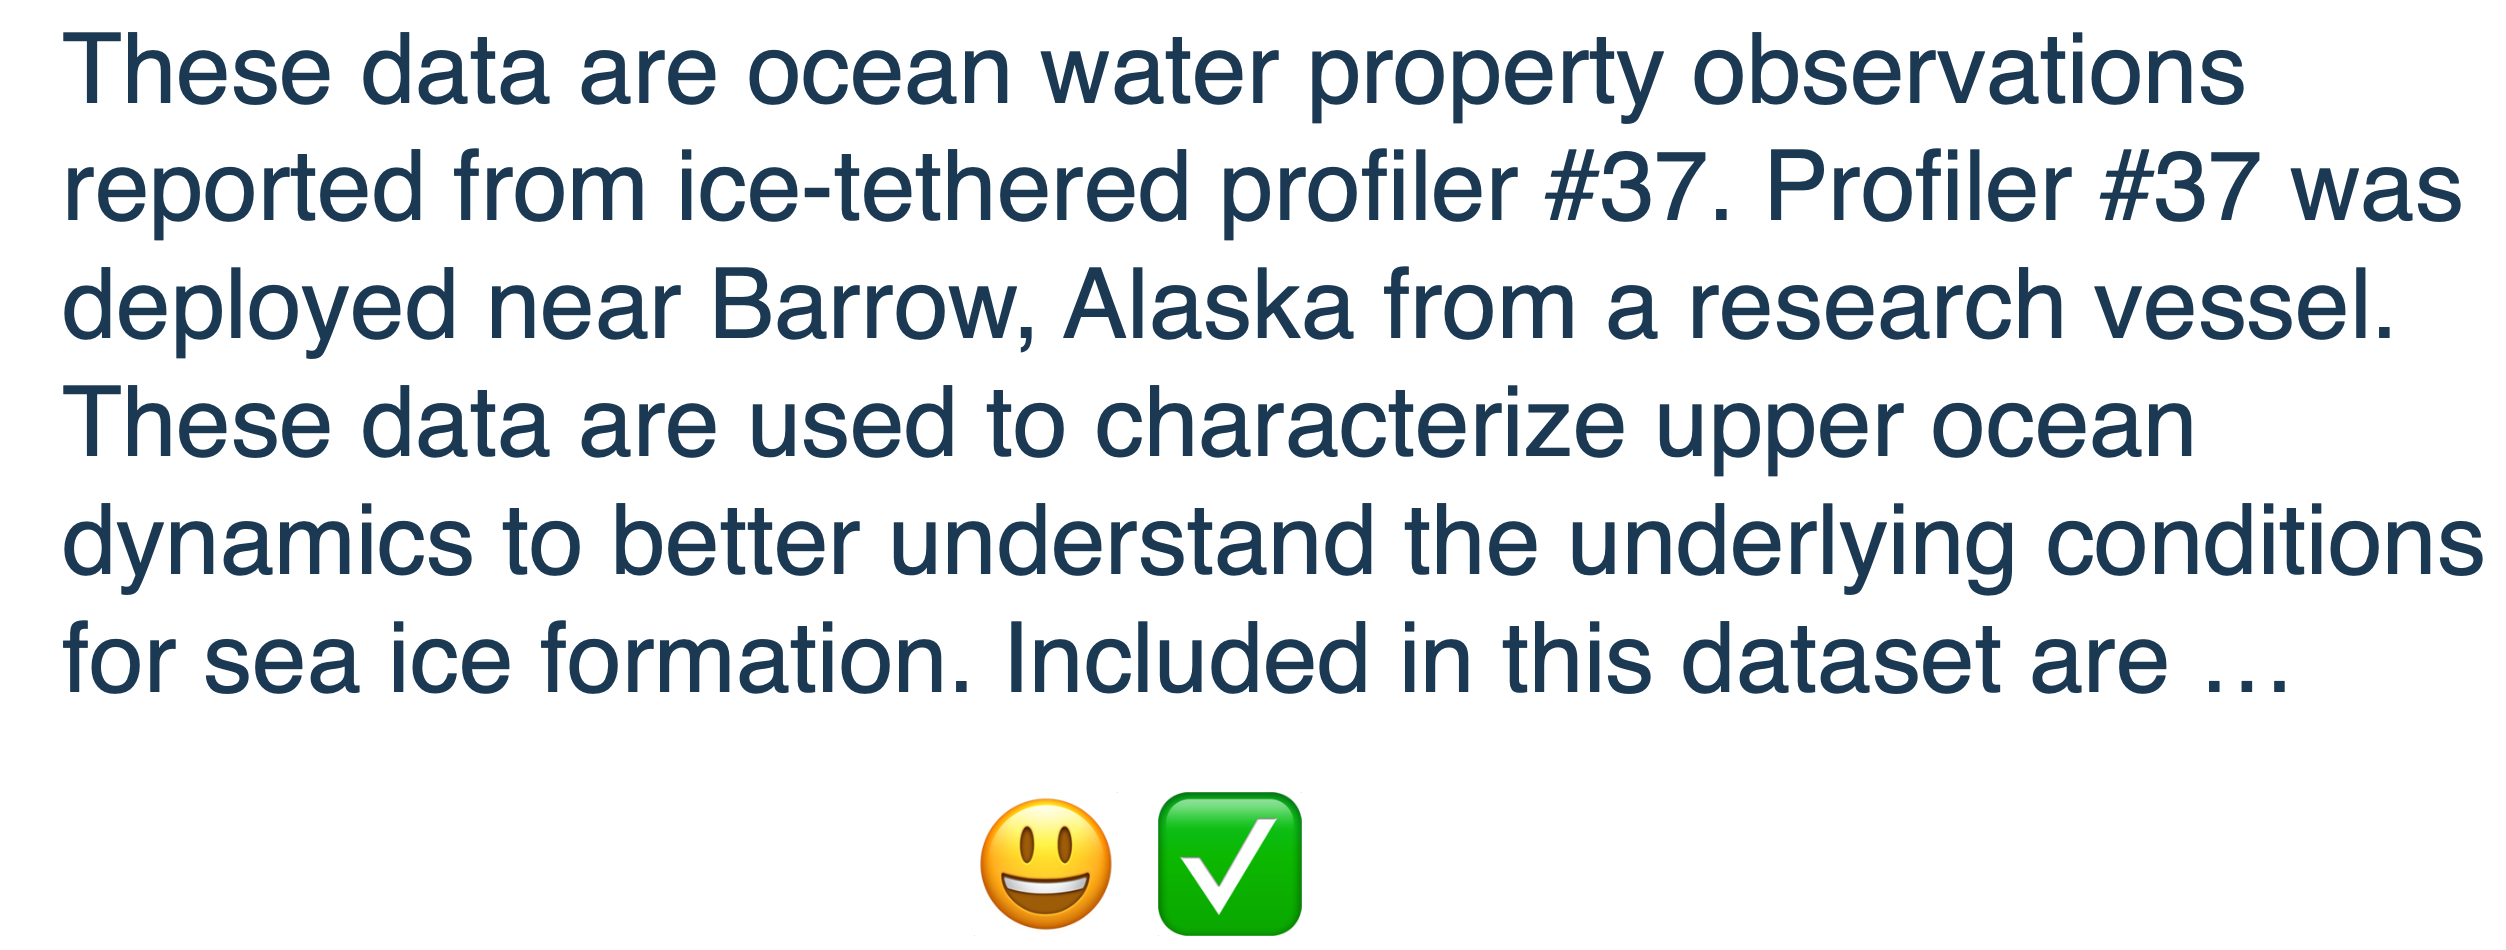 These data are ocean water property observations
reported from ice-tethered profiler #37. Profiler #37 was
deployed near Barrow, Alaska from a research vessel.
These data are used to characterize upper ocean
dynamics to better understand the underlying conditions
for sea ice formation. Included in this dataset are …